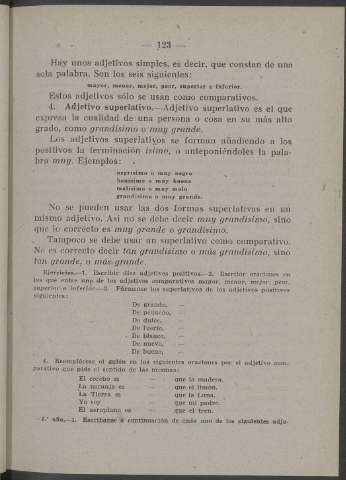 — 123 —
Hay unos adjetivos simples, es decir, que constan de una
sola palabra. Son los seis siguientes:
mayor, menor, mejor, peor, superior e inferior.
Estos adjetivos sólo se usan como comparativos.
4. Adjetivo superlativo.—Adjetivo superlativo es el que
expresa la cualidad de una persona o cosa en su más alto
grado, como grandísimo o muy grande.
Los adjetivos superlativos se forman añadiendo a los
positivos la terminación ísimo, o anteponiéndoles la pala-
bra muy. Ejemplos:
negrísimo o muy negro
buenísimo o muy bueno
malísimo o muy malo
grandísimo o muy grande.
No se pueden usar las dos formas superlativas en un
mismo adjetivo. Así no se debe decir muy grandísimo, sino
que lo correcto es muy grande o grandísimo.
Tampoco se debe usar un superlativo como comparativo.
No es correcto decir tan grandísimo o más grandísimo, sino
tan grande, o más grande.
Ejercicios.—1. Escribir diez adjetivos positivos.—2. Escribir oraciones en
las que entre uno de los adjetivos comparativos mayor, menor, mejor, peor,
superior o inferior.—3. Fórmense los superlativos de los adjetivos positivos
siguientes:
De grande, —
De pequeño, —
De dulce, —
De fuerte, —
De blanco, —
De nuevo, —
De bueno, —
4. Reemplácese el guión en las siguientes oraciones por el adjetivo com-
parativo que pide el sentido de las mismas:
El corcho es — que la madera.
La naranja es — que el limón.
La Tierra es — que la Luna.
Yo soy — que mi padre.
El aeroplano es — que el tren.
2.º año.—1. Escríbanse a continuación de cada uno de los siguientes adje-